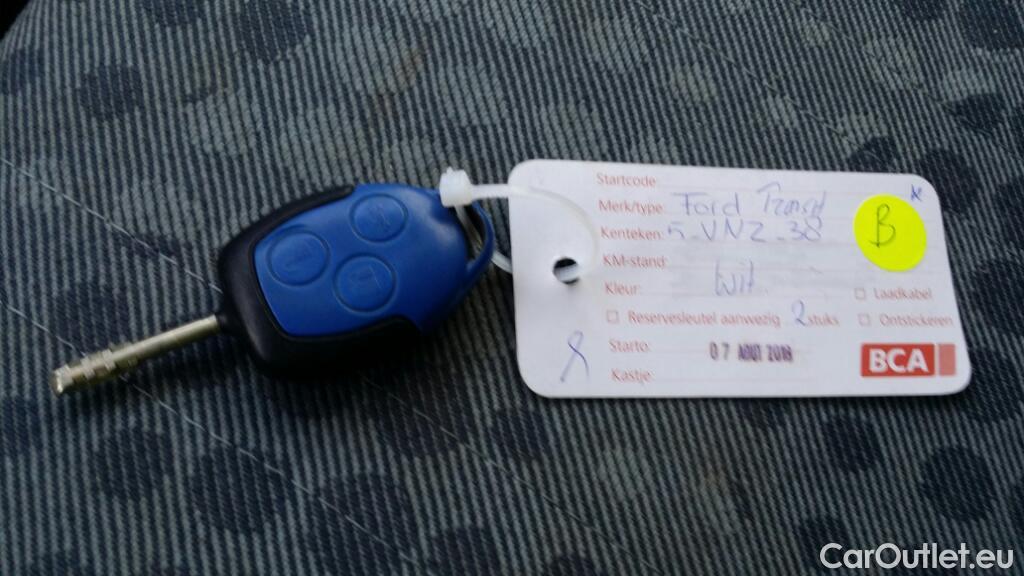 Startcode:
Merk/type: Ford Transit
Kenteken: 5-VNZ-38
B
KM-stand:
Kleur: Wit
Laadkabel
Reservesleutel aanwezig 2 stuks
Ontstickeren
Starto: 07 AOUT 2018
BCA
Kastje:
CarOutlet.eu